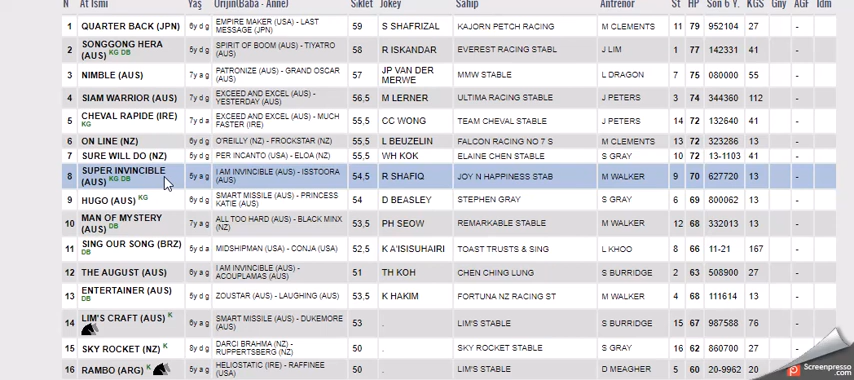 N At İsmi Yaş Orijin(Baba - Anne) Sıklet Jokey Sahip Antrenör St HP Son 6 Y. KGS Gny AGF İdm
1 QUARTER BACK (JPN) 6y d g EMPIRE MAKER (USA) - LAST MESSAGE (JPN) 59 S SHAFRIZAL KAJORN PETCH RACING M CLEMENTS 11 79 952104 27 -
2 SONGGONG HERA (AUS) KG DB 5y d g SPIRIT OF BOOM (AUS) - TIYATRO (AUS) 58 R ISKANDAR EVEREST RACING STABL J LIM 1 77 142331 41 -
3 NIMBLE (AUS) 7y a g PATRONIZE (AUS) - GRAND OSCAR (AUS) 57 JP VAN DER MERWE MMW STABLE L DRAGON 7 75 080000 55 -
4 SIAM WARRIOR (AUS) 7y d g EXCEED AND EXCEL (AUS) - YESTERDAY (AUS) 56,5 M LERNER ULTIMA RACING STABLE J PETERS 3 74 344360 112 -
5 CHEVAL RAPIDE (IRE) KG 7y d a EXCEED AND EXCEL (AUS) - MUCH FASTER (IRE) 55,5 CC WONG TEAM CHEVAL STABLE J PETERS 14 72 132640 41 -
6 ON LINE (NZ) 6y d g O'REILLY (NZ) - FROCKSTAR (NZ) 55,5 L BEUZELIN FALCON RACING NO 7 S M CLEMENTS 13 72 323286 13 -
7 SURE WILL DO (NZ) 5y d g PER INCANTO (USA) - ELOA (NZ) 55,5 WH KOK ELAINE CHEN STABLE S GRAY 10 72 13-1103 41 -
8 SUPER INVINCIBLE (AUS) KG DB 5y a g I AM INVINCIBLE (AUS) - ISSTOORA (AUS) 54,5 R SHAFIQ JOY N HAPPINESS STAB M WALKER 9 70 627720 13 -
9 HUGO (AUS) KG 6y d g SMART MISSILE (AUS) - PRINCESS KATIE (AUS) 54 D BEASLEY STEPHEN GRAY S GRAY 6 69 800062 13 -
10 MAN OF MYSTERY (AUS) DB 7y a g ALL TOO HARD (AUS) - BLACK MINX (NZ) 53,5 PH SEOW REMARKABLE STABLE M WALKER 12 68 332013 13 -
11 SING OUR SONG (BRZ) DB 5y d a MIDSHIPMAN (USA) - CONJA (USA) 52,5 K A'ISISUHAIRI TOAST TRUSTS & SING L KHOO 8 66 11-21 167 -
12 THE AUGUST (AUS) 6y a g I AM INVINCIBLE (AUS) - ACOUPLAMAS (AUS) 51 TH KOH CHEN CHING LUNG S BURRIDGE 2 63 508900 27 -
13 ENTERTAINER (AUS) DB 5y d g ZOUSTAR (AUS) - LAUGHING (AUS) 53,5 K HAKIM FORTUNA NZ RACING ST M WALKER 4 68 111614 13 -
14 LIM'S CRAFT (AUS) K 6y a g SMART MISSILE (AUS) - DUKEMORE (AUS) 53 . LIM'S STABLE S BURRIDGE 15 67 987588 76 -
15 SKY ROCKET (NZ) K 8y d g DARCI BRAHMA (NZ) - RUPPERTSBERG (NZ) 50 . SKY ROCKET STABLE S GRAY 16 62 860700 27 -
16 RAMBO (ARG) K 5y a g HELIOSTATIC (IRE) - RAFFINEE (USA) 50 . LIM'S STABLE D MEAGHER 5 60 20-9962 20 -
Screenpresso.com